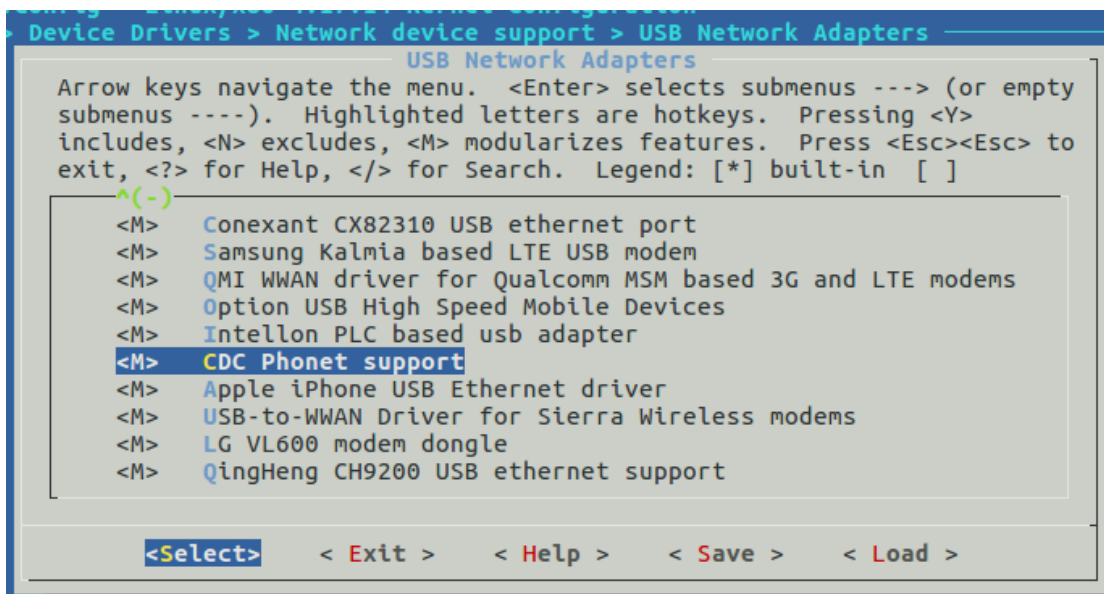 > Device Drivers > Network device support > USB Network Adapters
USB Network Adapters
Arrow keys navigate the menu.  <Enter> selects submenus ---> (or empty
submenus ----).  Highlighted letters are hotkeys.  Pressing <Y>
includes, <N> excludes, <M> modularizes features.  Press <Esc><Esc> to
exit, <?> for Help, </> for Search.  Legend: [*] built-in  [ ]
^(-)
<M>   Conexant CX82310 USB ethernet port
<M>   Samsung Kalmia based LTE USB modem
<M>   QMI WWAN driver for Qualcomm MSM based 3G and LTE modems
<M>   Option USB High Speed Mobile Devices
<M>   Intellon PLC based usb adapter
<M>   CDC Phonet support
<M>   Apple iPhone USB Ethernet driver
<M>   USB-to-WWAN Driver for Sierra Wireless modems
<M>   LG VL600 modem dongle
<M>   QingHeng CH9200 USB ethernet support
<Select>    < Exit >    < Help >    < Save >    < Load >